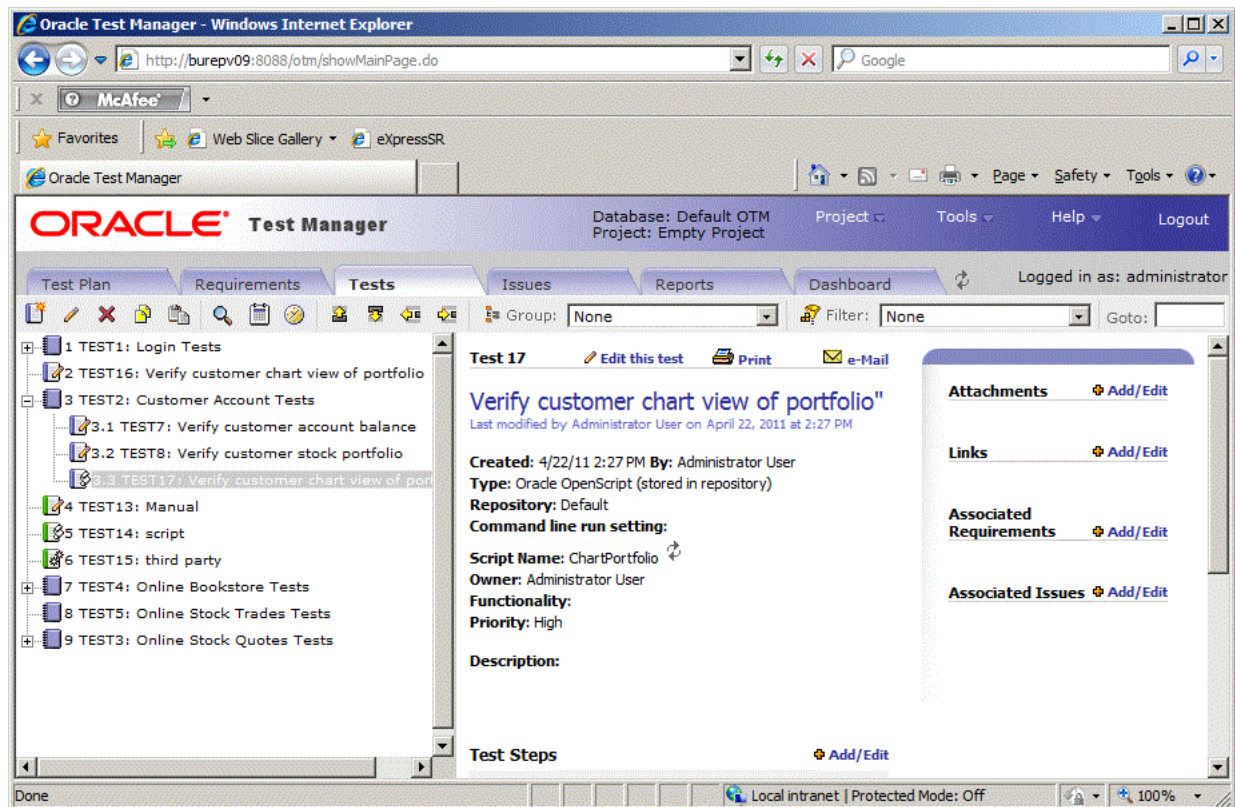 Oracle Test Manager - Windows Internet Explorer
http://burepv09:8088/otm/showMainPage.do
Google
McAfee
Favorites Web Slice Gallery eXpressSR
Oracle Test Manager
Page Safety Tools
ORACLE Test Manager
Database: Default OTM
Project: Empty Project
Project Tools Help Logout
Test Plan Requirements Tests Issues Reports Dashboard
Logged in as: administrator
Group: None Filter: None Goto:
1 TEST1: Login Tests
2 TEST16: Verify customer chart view of portfolio
3 TEST2: Customer Account Tests
3.1 TEST7: Verify customer account balance
3.2 TEST8: Verify customer stock portfolio
3.3 TEST17: Verify customer chart view of port
4 TEST13: Manual
5 TEST14: script
6 TEST15: third party
7 TEST4: Online Bookstore Tests
8 TEST5: Online Stock Trades Tests
9 TEST3: Online Stock Quotes Tests
Test 17 Edit this test Print e-Mail
Verify customer chart view of portfolio"
Last modified by Administrator User on April 22, 2011 at 2:27 PM
Created: 4/22/11 2:27 PM By: Administrator User
Type: Oracle OpenScript (stored in repository)
Repository: Default
Command line run setting:
Script Name: ChartPortfolio
Owner: Administrator User
Functionality:
Priority: High
Description:
Test Steps Add/Edit
Attachments Add/Edit
Links Add/Edit
Associated
Requirements Add/Edit
Associated Issues Add/Edit
Done
Local intranet | Protected Mode: Off
100%